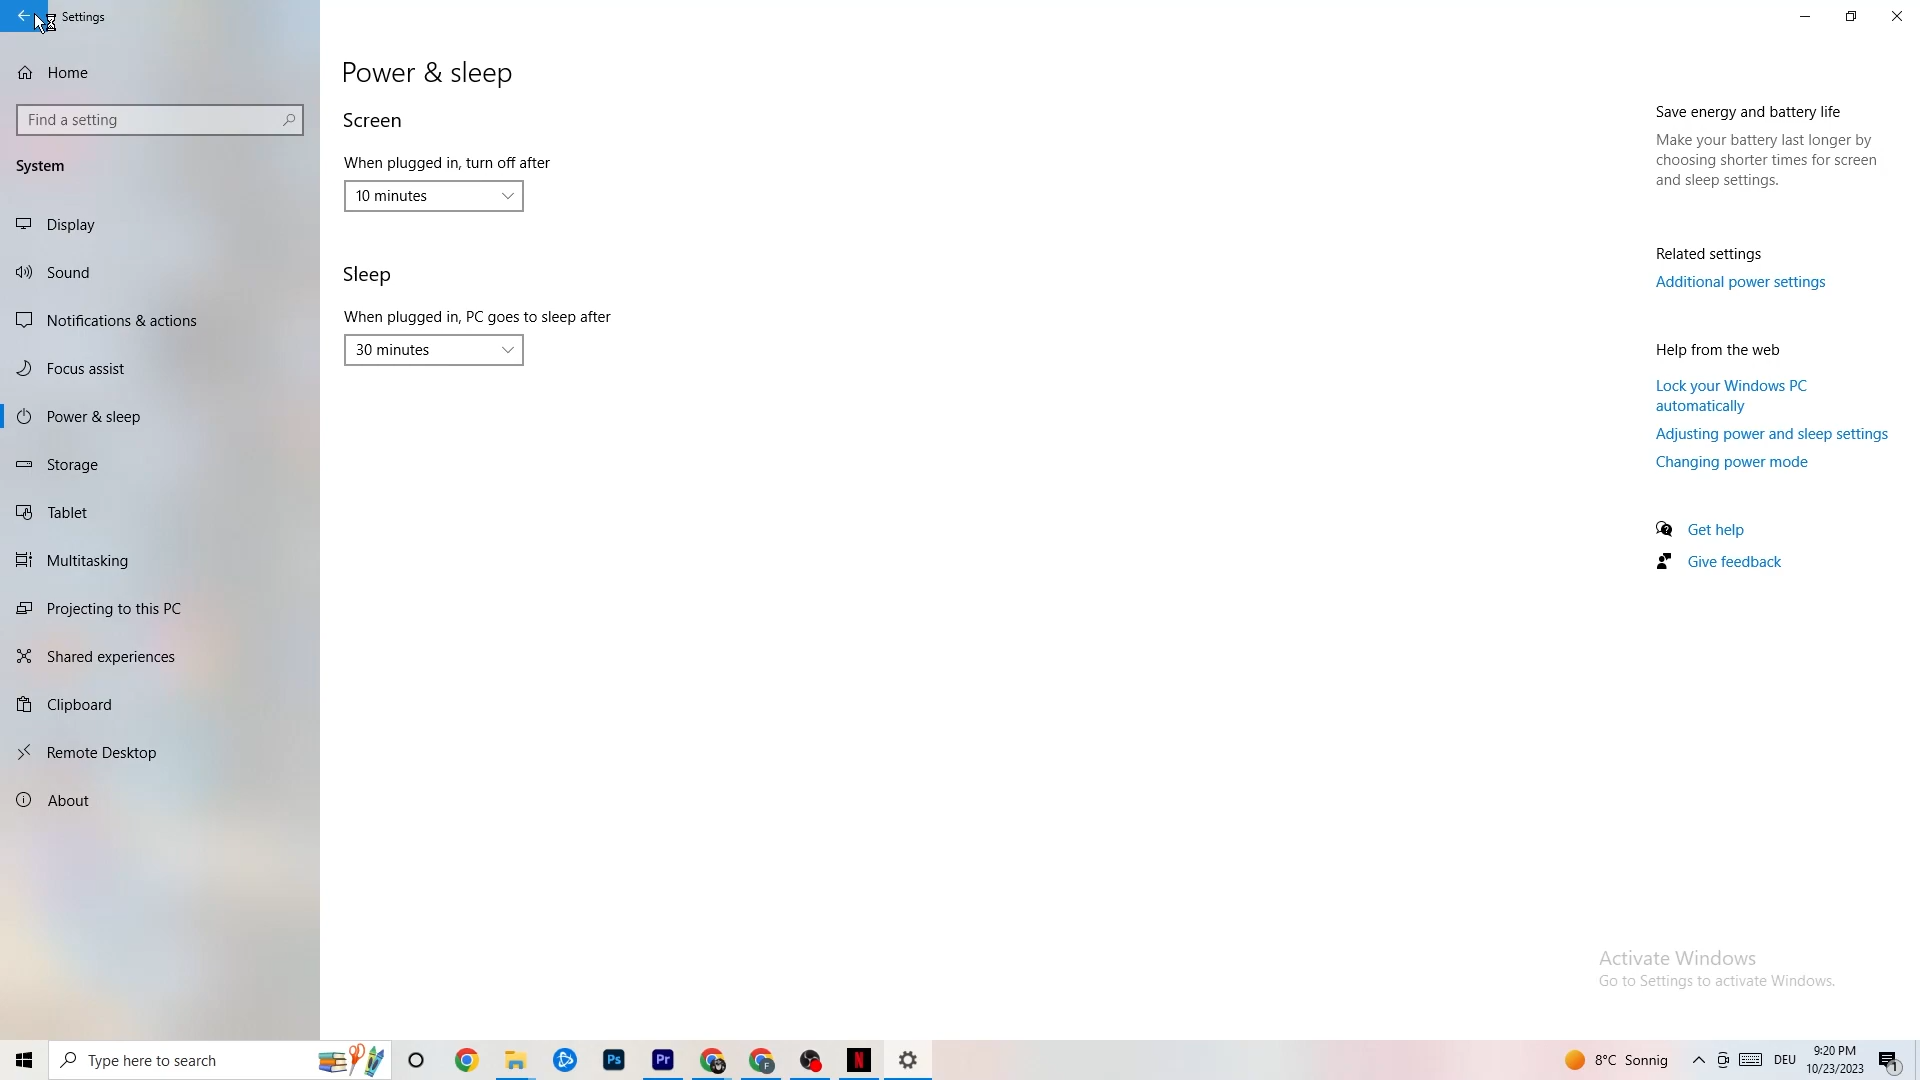 Settings
Home
Find a setting
System
Display
Sound
Notifications & actions
Focus assist
Power & sleep
Storage
Tablet
Multitasking
Projecting to this PC
Shared experiences
Clipboard
Remote Desktop
About
Power & sleep
Screen
When plugged in, turn off after
10 minutes
Sleep
When plugged in, PC goes to sleep after
30 minutes
Save energy and battery life
Make your battery last longer by
choosing shorter times for screen
and sleep settings.
Related settings
Additional power settings
Help from the web
Lock your Windows PC
automatically
Adjusting power and sleep settings
Changing power mode
Get help
Give feedback
Activate Windows
Go to Settings to activate Windows.
Type here to search
Ps
Pr
F
N
8°C Sonnig
DEU
9:20 PM
10/23/2023
1